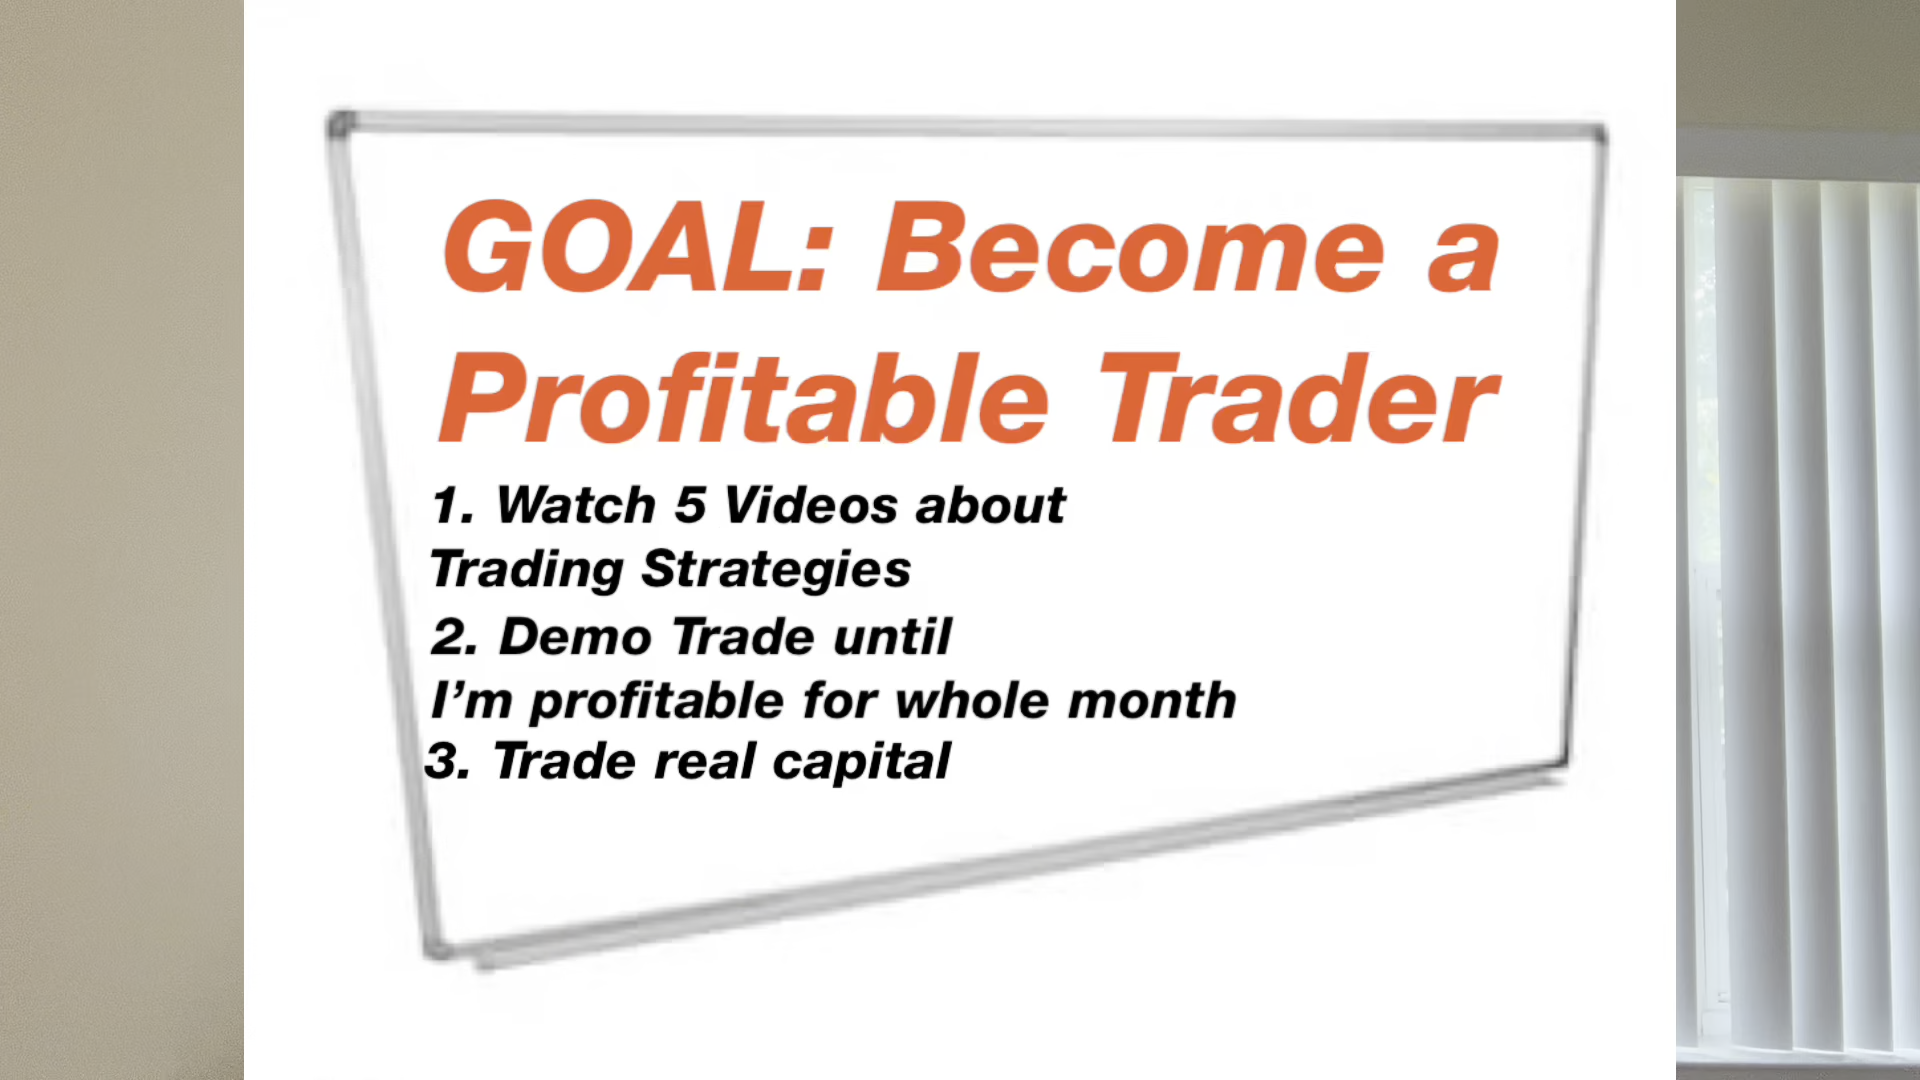 GOAL: Become a
Profitable Trader
1. Watch 5 Videos about
Trading Strategies
2. Demo Trade until
I’m profitable for whole month
3. Trade real capital